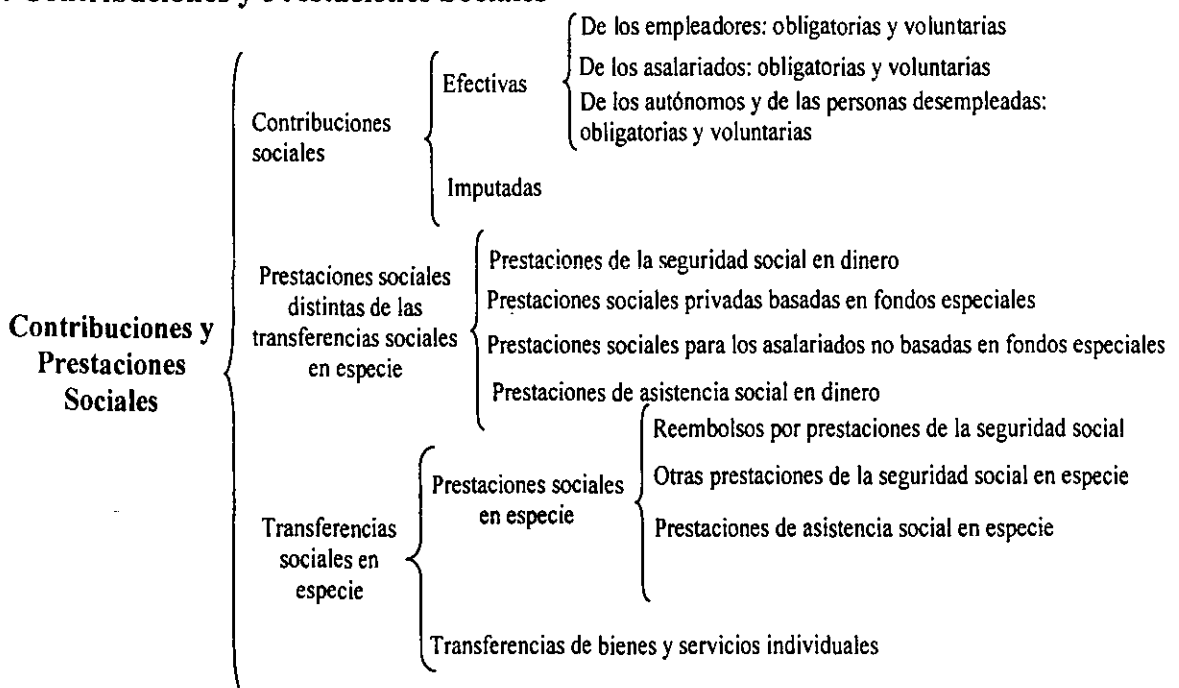 Contribuciones y Prestaciones Sociales
Contribuciones y
Prestaciones
Sociales
Contribuciones
sociales
Efectivas
De los empleadores: obligatorias y voluntarias
De los asalariados: obligatorias y voluntarias
De los autónomos y de las personas desempleadas:
obligatorias y voluntarias
Imputadas
Prestaciones sociales
distintas de las
transferencias sociales
en especie
Prestaciones de la seguridad social en dinero
Prestaciones sociales privadas basadas en fondos especiales
Prestaciones sociales para los asalariados no basadas en fondos especiales
Prestaciones de asistencia social en dinero
Transferencias
sociales en
especie
Prestaciones sociales
en especie
Reembolsos por prestaciones de la seguridad social
Otras prestaciones de la seguridad social en especie
Prestaciones de asistencia social en especie
Transferencias de bienes y servicios individuales